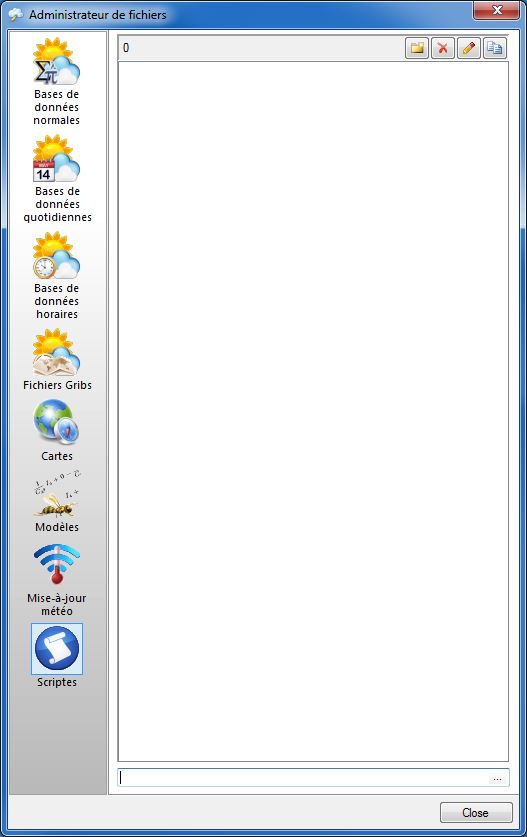 Administrateur de fichiers
0
Bases de
données
normales
MAY
14
Bases de
données
quotidiennes
Bases de
données
horaires
Fichiers Gribs
Cartes
Modèles
Mise-à-jour
météo
Scriptes
...
Close